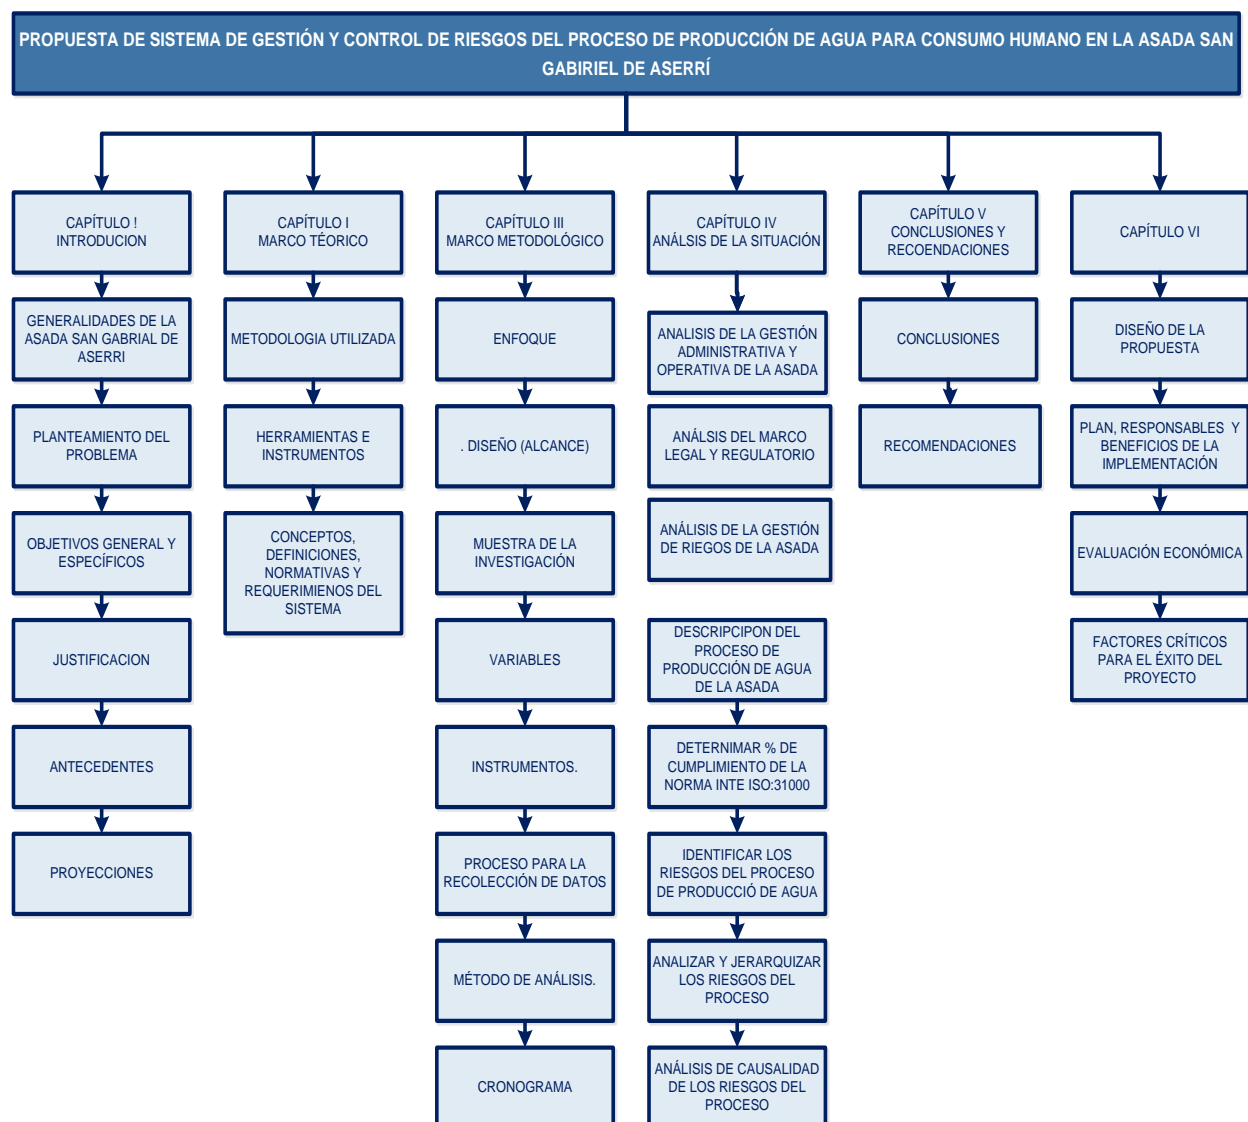 PROPUESTA DE SISTEMA DE GESTIÓN Y CONTROL DE RIESGOS DEL PROCESO DE PRODUCCIÓN DE AGUA PARA CONSUMO HUMANO EN LA ASADA SAN
GABIRIEL DE ASERRÍ
CAPÍTULO !
INTRODUCION
GENERALIDADES DE LA
ASADA SAN GABRIAL DE
ASERRI
PLANTEAMIENTO DEL
PROBLEMA
OBJETIVOS GENERAL Y
ESPECÍFICOS
JUSTIFICACION
ANTECEDENTES
PROYECCIONES
CAPÍTULO I
MARCO TÉORICO
METODOLOGIA UTILIZADA
HERRAMIENTAS E
INSTRUMENTOS
CONCEPTOS,
DEFINICIONES,
NORMATIVAS Y
REQUERIMIENOS DEL
SISTEMA
CAPÍTULO III
MARCO METODOLÓGICO
ENFOQUE
. DISEÑO (ALCANCE)
MUESTRA DE LA
INVESTIGACIÓN
VARIABLES
INSTRUMENTOS.
PROCESO PARA LA
RECOLECCIÓN DE DATOS
MÉTODO DE ANÁLISIS.
CRONOGRAMA
CAPÍTULO IV
ANÁLSIS DE LA SITUACIÓN
ANALISIS DE LA GESTIÓN
ADMINISTRATIVA Y
OPERATIVA DE LA ASADA
ANÁLSIS DEL MARCO
LEGAL Y REGULATORIO
ANÁLISIS DE LA GESTIÓN
DE RIEGOS DE LA ASADA
DESCRIPCIPON DEL
PROCESO DE
PRODUCCIÓN DE AGUA
DE LA ASADA
DETERNIMAR % DE
CUMPLIMIENTO DE LA
NORMA INTE ISO:31000
IDENTIFICAR LOS
RIESGOS DEL PROCESO
DE PRODUCCIÓ DE AGUA
ANALIZAR Y JERARQUIZAR
LOS RIESGOS DEL
PROCESO
ANÁLISIS DE CAUSALIDAD
DE LOS RIESGOS DEL
PROCESO
CAPÍTULO V
CONCLUSIONES Y
RECOENDACIONES
CONCLUSIONES
RECOMENDACIONES
CAPÍTULO VI
DISEÑO DE LA
PROPUESTA
PLAN, RESPONSABLES Y
BENEFICIOS DE LA
IMPLEMENTACIÓN
EVALUACIÓN ECONÓMICA
FACTORES CRÍTICOS
PARA EL ÉXITO DEL
PROYECTO